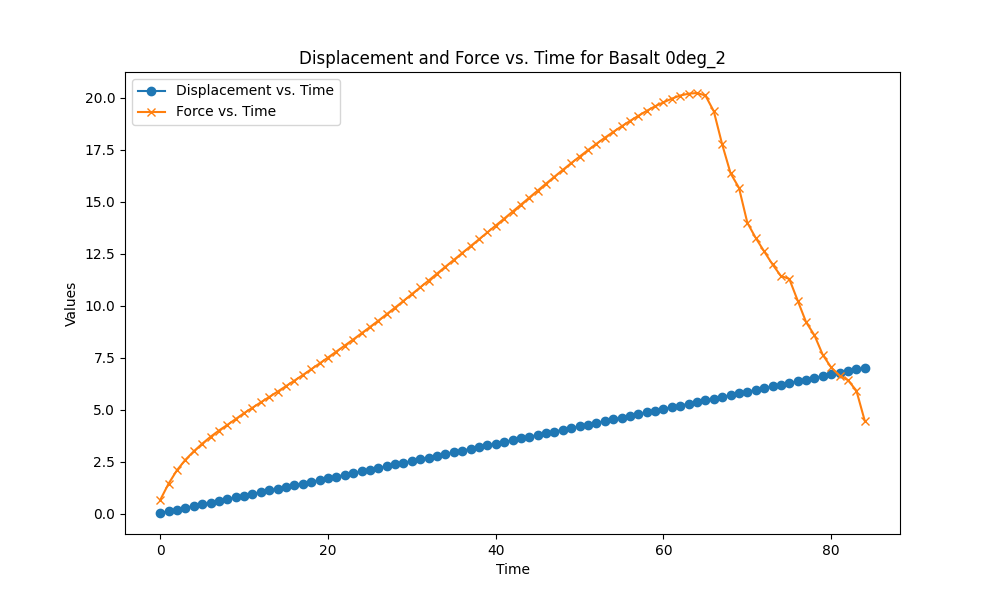 Displacement and Force vs. Time for Basalt 0deg_2
Displacement vs. Time
Force vs. Time
20.0
17.5
15.0
12.5
10.0
7.5
5.0
2.5
0.0
Values
0 20 40 60 80
Time